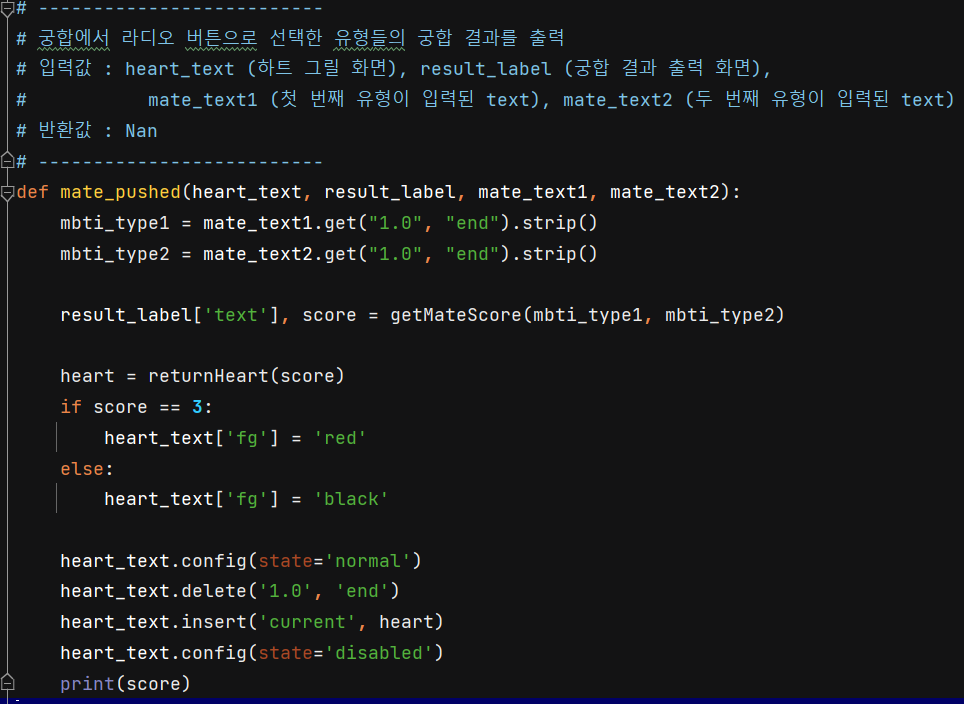 # --------------------------
# 궁합에서 라디오 버튼으로 선택한 유형들의 궁합 결과를 출력
# 입력값 : heart_text (하트 그릴 화면), result_label (궁합 결과 출력 화면),
#           mate_text1 (첫 번째 유형이 입력된 text), mate_text2 (두 번째 유형이 입력된 text)
# 반환값 : Nan
# --------------------------
def mate_pushed(heart_text, result_label, mate_text1, mate_text2):
    mbti_type1 = mate_text1.get("1.0", "end").strip()
    mbti_type2 = mate_text2.get("1.0", "end").strip()

    result_label['text'], score = getMateScore(mbti_type1, mbti_type2)

    heart = returnHeart(score)
    if score == 3:
        heart_text['fg'] = 'red'
    else:
        heart_text['fg'] = 'black'

    heart_text.config(state='normal')
    heart_text.delete('1.0', 'end')
    heart_text.insert('current', heart)
    heart_text.config(state='disabled')
    print(score)